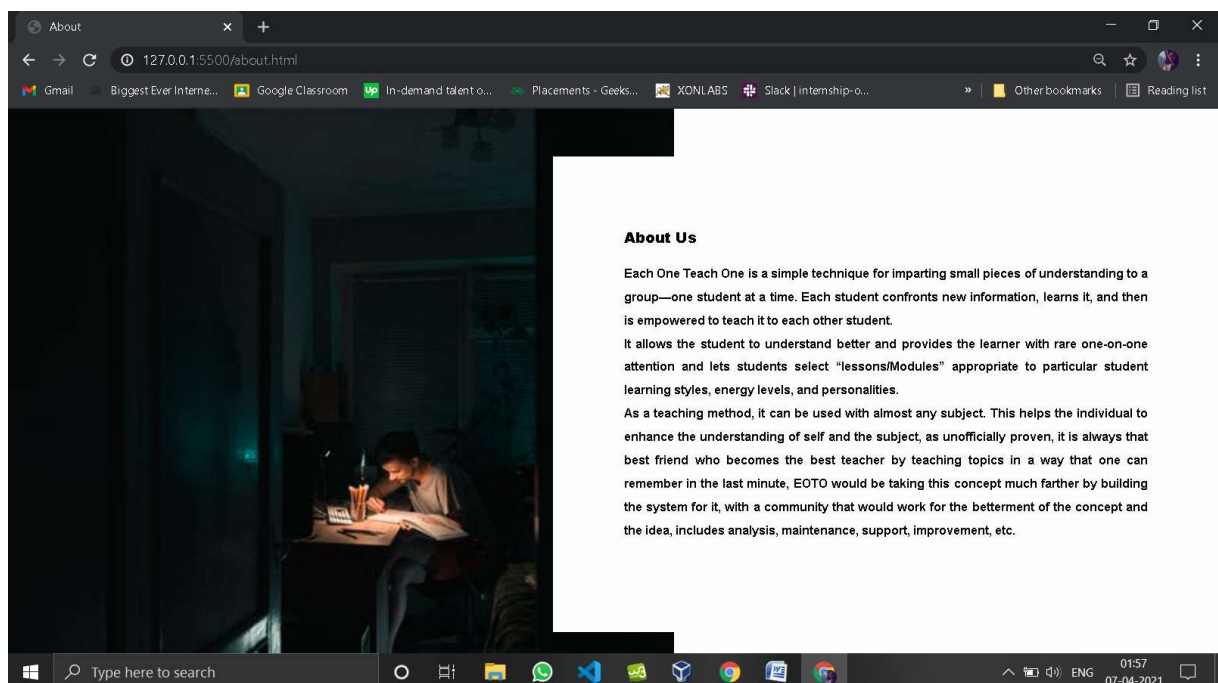 About
127.0.0.1:5500/about.html
Gmail
Biggest Ever Interne...
Google Classroom
In-demand talent o...
Placements - Geeks...
XONLABS
Slack | internship-o...
»
Other bookmarks
Reading list
About Us
Each One Teach One is a simple technique for imparting small pieces of understanding to a
group—one student at a time. Each student confronts new information, learns it, and then
is empowered to teach it to each other student.
It allows the student to understand better and provides the learner with rare one-on-one
attention and lets students select “lessons/Modules” appropriate to particular student
learning styles, energy levels, and personalities.
As a teaching method, it can be used with almost any subject. This helps the individual to
enhance the understanding of self and the subject, as unofficially proven, it is always that
best friend who becomes the best teacher by teaching topics in a way that one can
remember in the last minute, EOTO would be taking this concept much farther by building
the system for it, with a community that would work for the betterment of the concept and
the idea, includes analysis, maintenance, support, improvement, etc.
Type here to search
ENG
01:57
07-04-2021